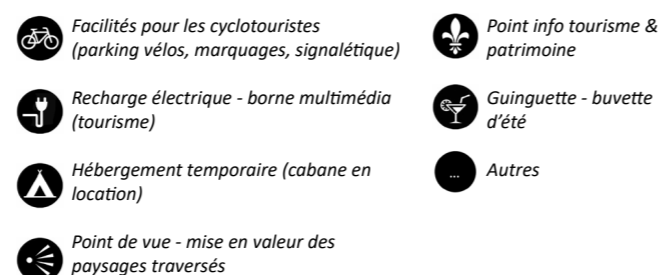 Facilités pour les cyclotouristes
(parking vélos, marquages, signalétique)
Recharge électrique - borne multimédia
(tourisme)
Hébergement temporaire (cabane en
location)
Point de vue - mise en valeur des
paysages traversés
Point info tourisme &
patrimoine
Guinguette - buvette
d'été
...
Autres